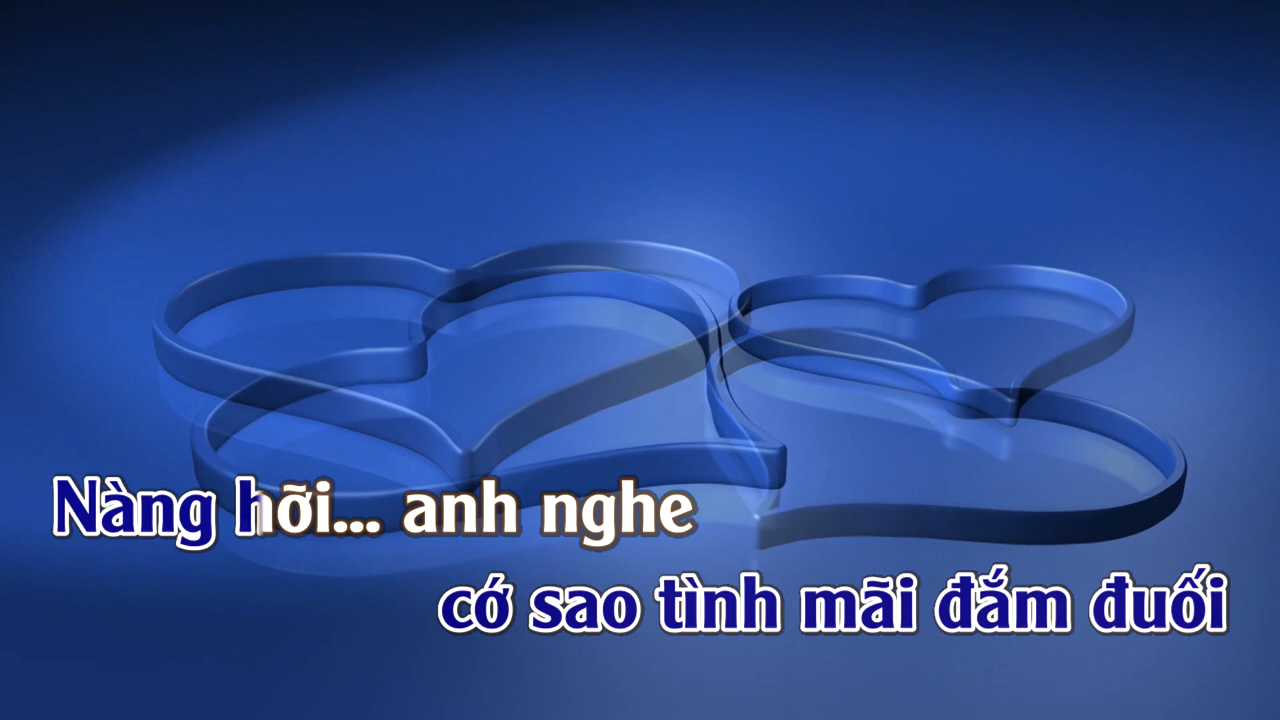 Nàng hỡi... anh nghe
cớ sao tình mãi đắm đuối